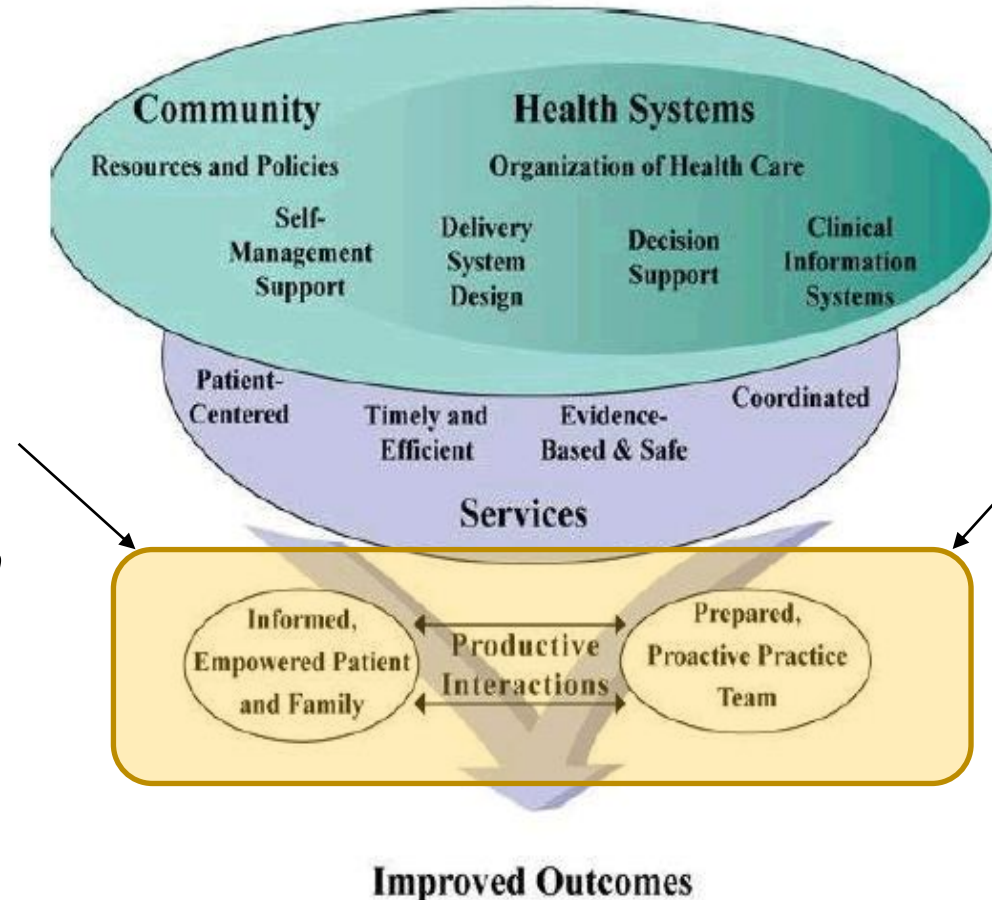 Community
Resources and Policies
Health Systems
Organization of Health Care
Self-
Management
Support
Delivery
System
Design
Decision
Support
Clinical
Information
Systems
Patient-
Centered
Timely and
Efficient
Evidence-
Based & Safe
Coordinated
Services
Informed,
Empowered Patient
and Family
Productive
Interactions
Prepared,
Proactive Practice
Team
Improved Outcomes